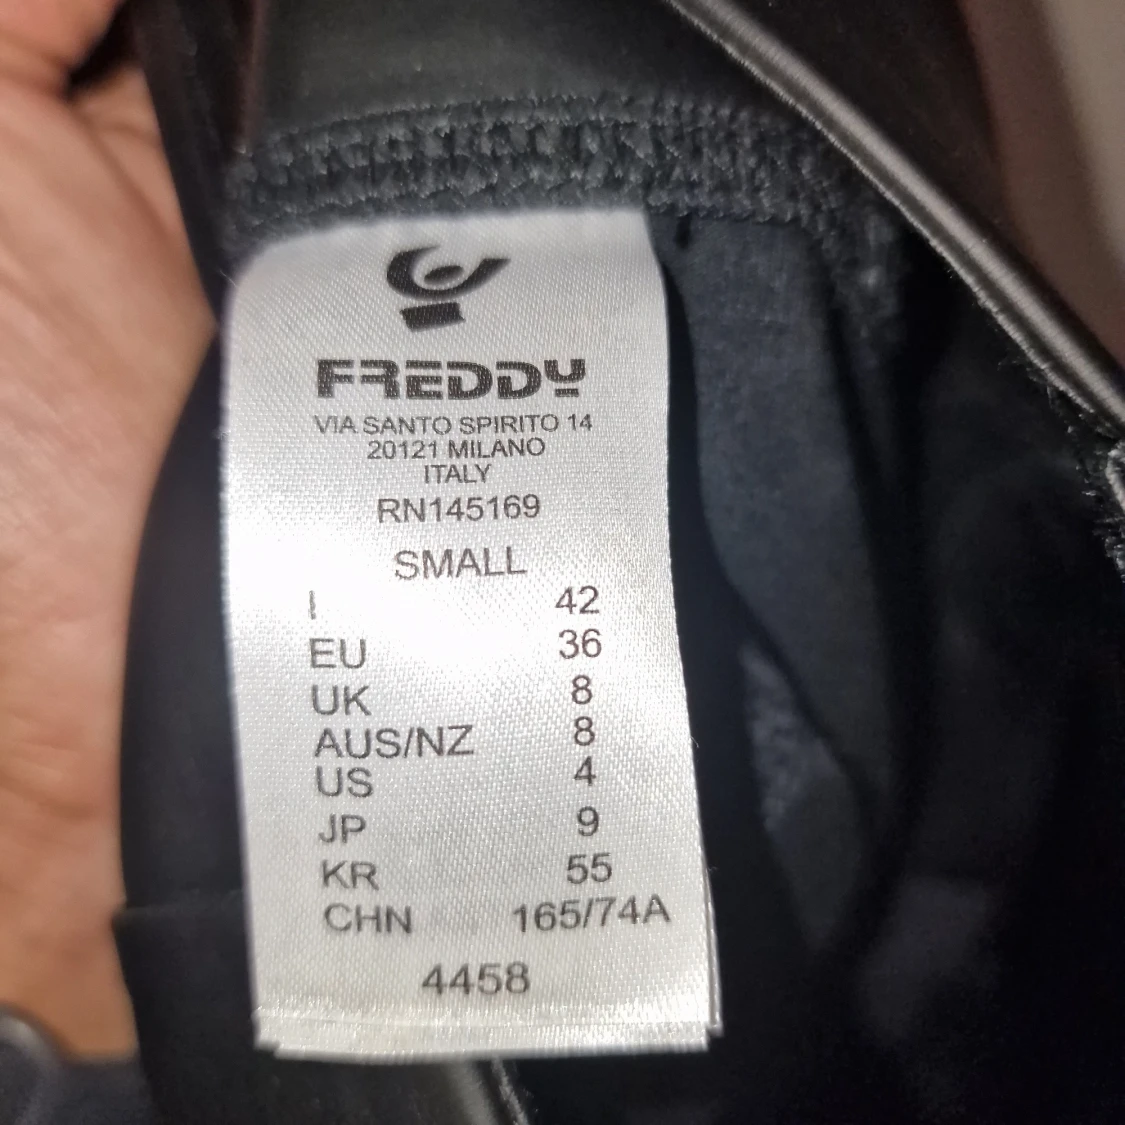 FREDDY
VIA SANTO SPIRITO 14
20121 MILANO
ITALY
RN145169
SMALL
I 42
EU 36
UK 8
AUS/NZ 8
US 4
JP 9
KR 55
CHN 165/74A
4458